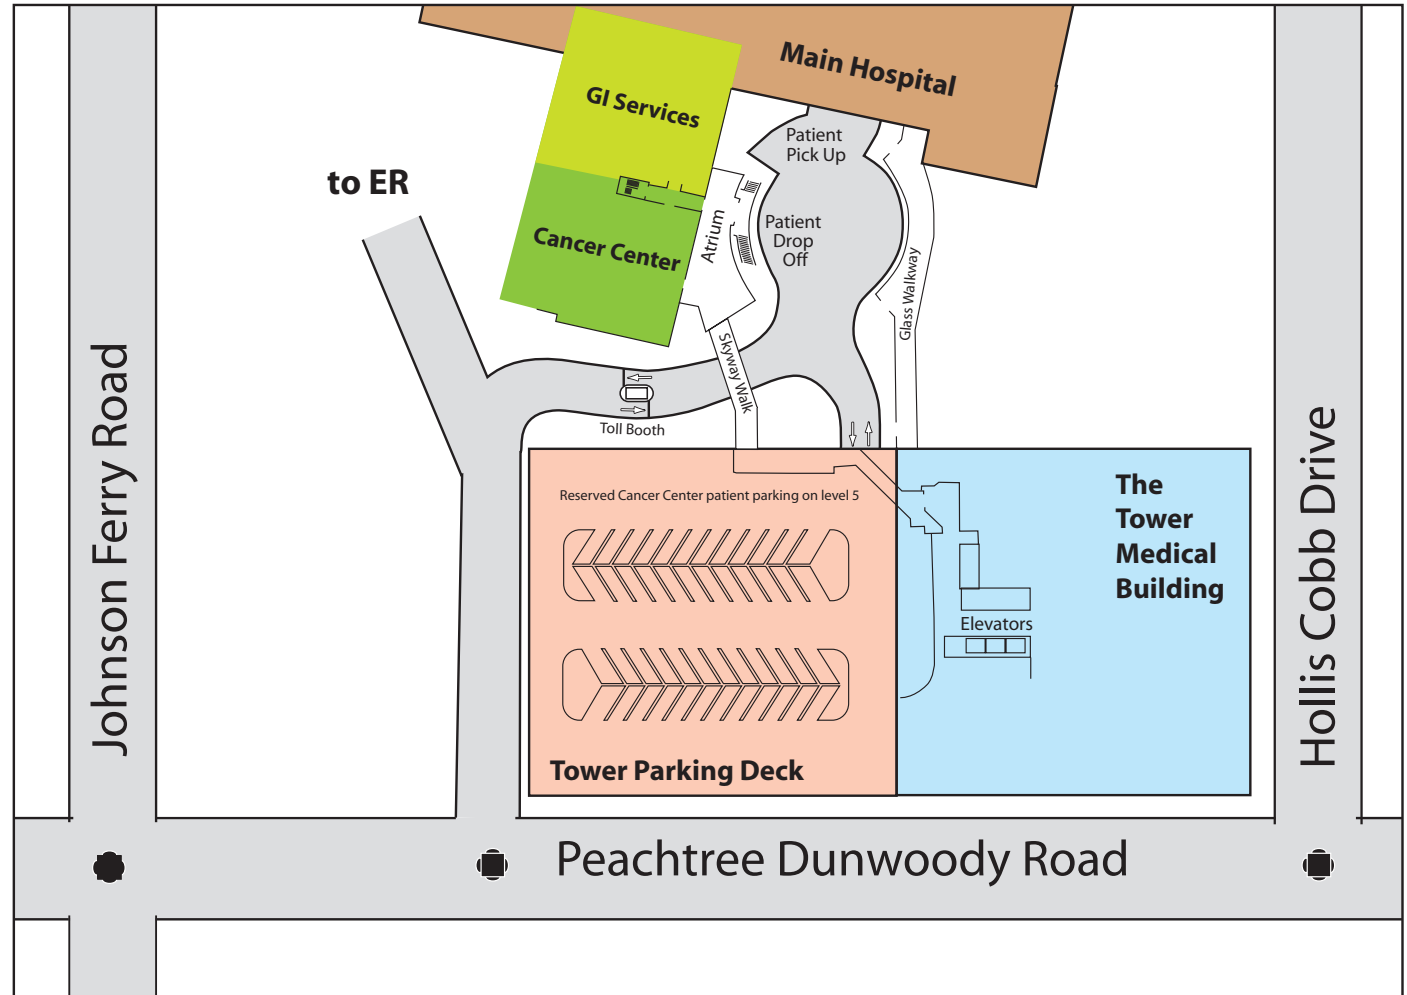 Main Hospital
GI Services
Patient
Pick Up
to ER
Cancer Center
Atrium
Patient
Drop
Off
Glass Walkway
Skyway Walk
Toll Booth
Johnson Ferry Road
Hollis Cobb Drive
Reserved Cancer Center patient parking on level 5
The
Tower
Medical
Building
Elevators
Tower Parking Deck
Peachtree Dunwoody Road